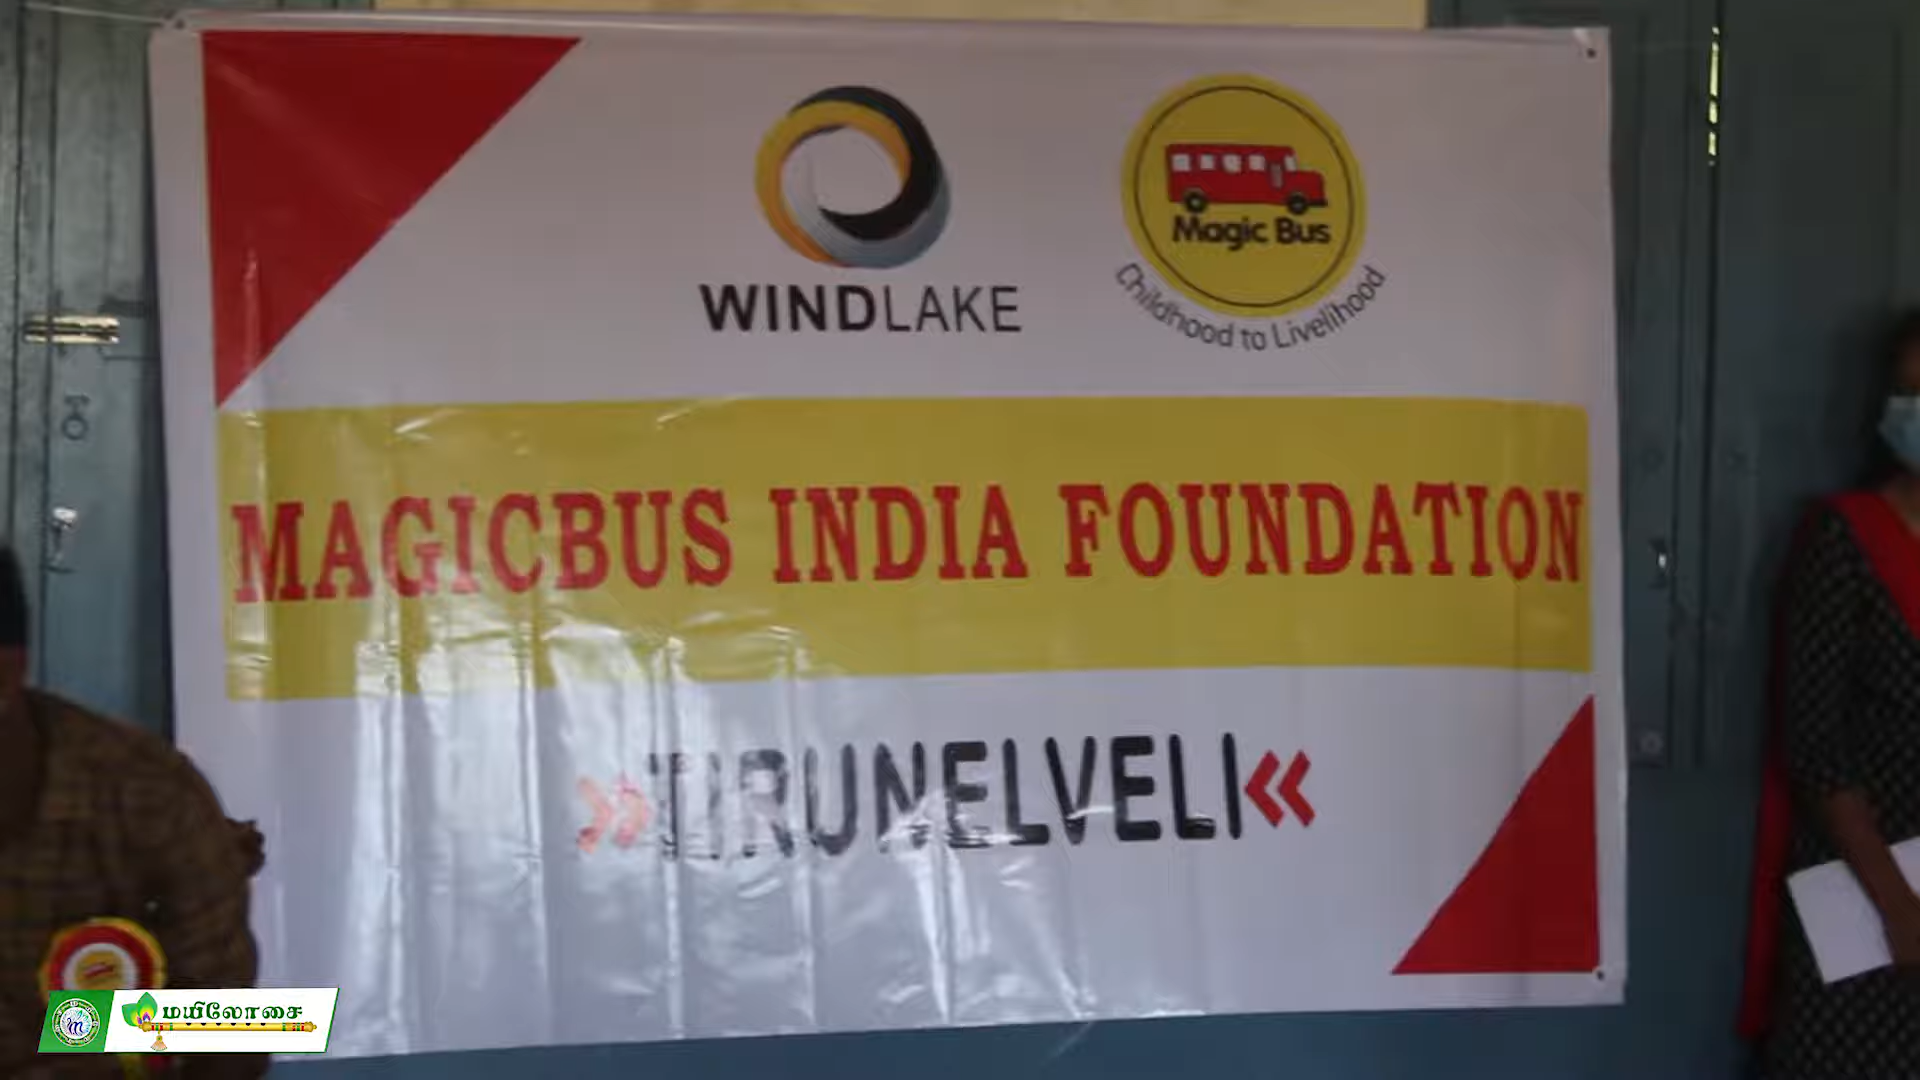 WINDLAKE
Magic Bus
Childhood to Livelihood
MAGICBUS INDIA FOUNDATION
»TIRUNELVELI«
மயிலோசை